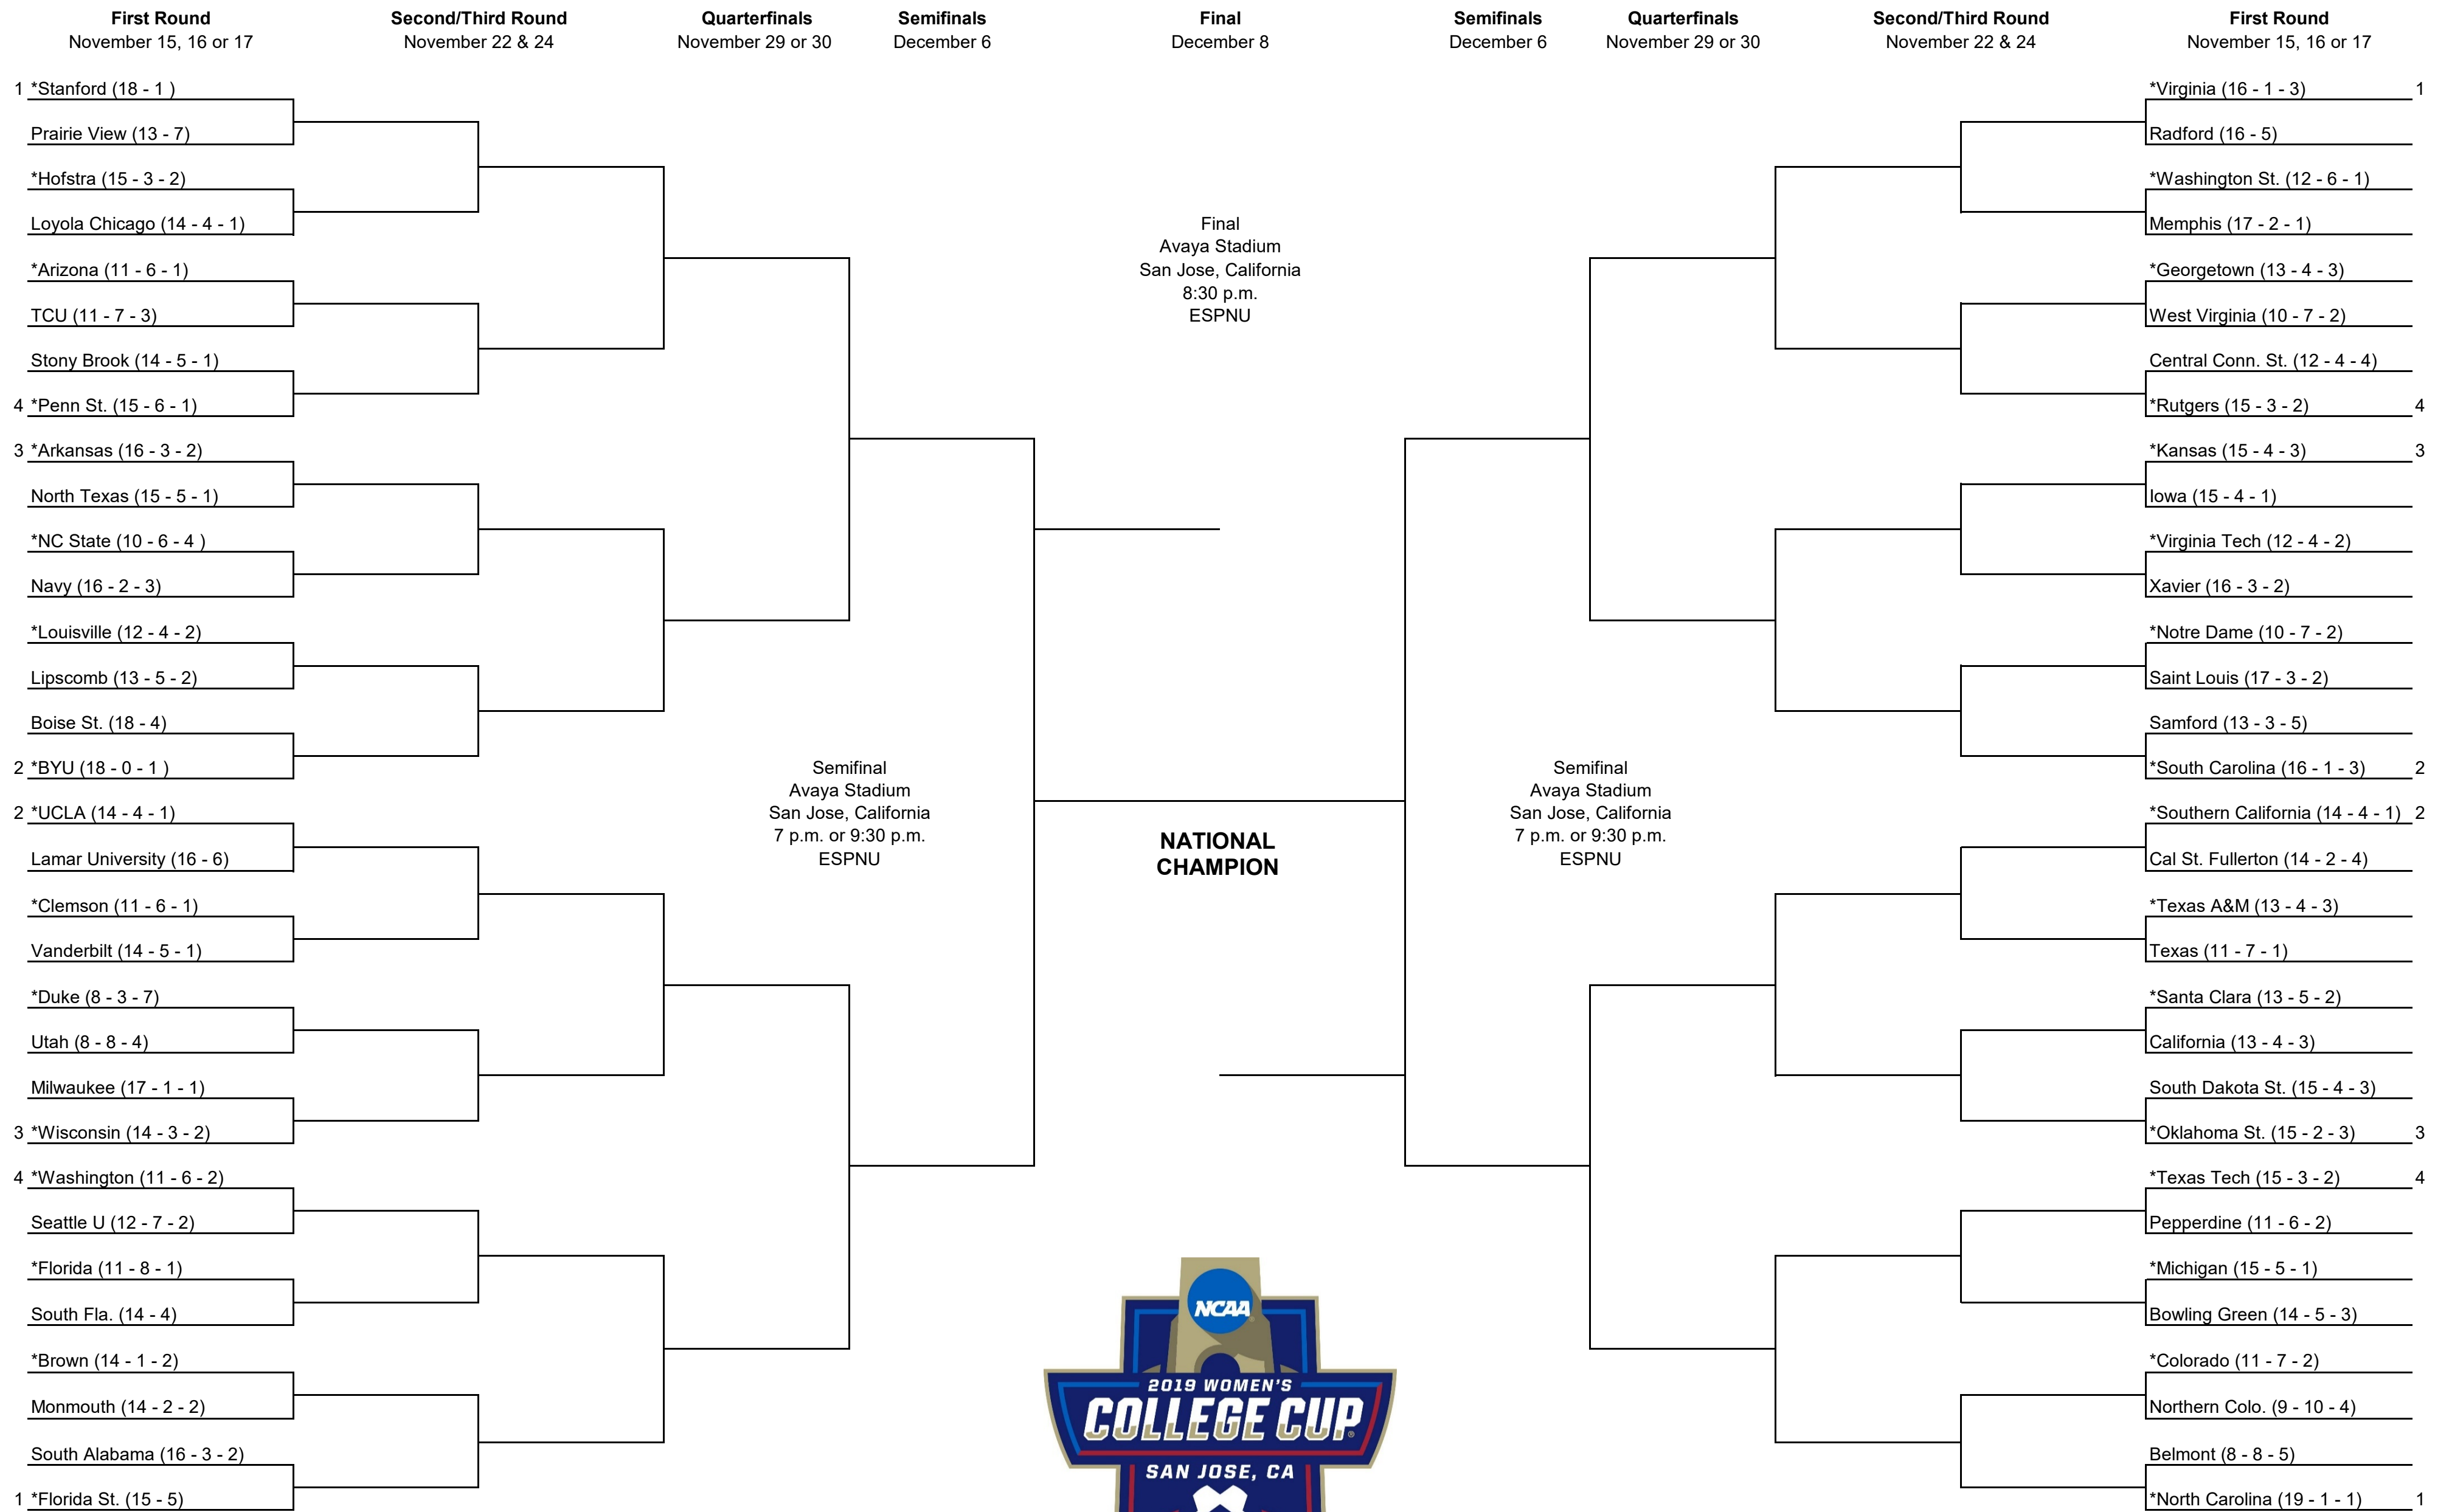 First Round
November 15, 16 or 17
Second/Third Round
November 22 & 24
Quarterfinals
November 29 or 30
Semifinals
December 6
Final
December 8
Semifinals
December 6
Quarterfinals
November 29 or 30
Second/Third Round
November 22 & 24
First Round
November 15, 16 or 17
1 *Stanford (18 - 1 )
Prairie View (13 - 7)
*Hofstra (15 - 3 - 2)
Loyola Chicago (14 - 4 - 1)
*Arizona (11 - 6 - 1)
TCU (11 - 7 - 3)
Stony Brook (14 - 5 - 1)
4 *Penn St. (15 - 6 - 1)
3 *Arkansas (16 - 3 - 2)
North Texas (15 - 5 - 1)
*NC State (10 - 6 - 4 )
Navy (16 - 2 - 3)
*Louisville (12 - 4 - 2)
Lipscomb (13 - 5 - 2)
Boise St. (18 - 4)
2 *BYU (18 - 0 - 1 )
2 *UCLA (14 - 4 - 1)
Lamar University (16 - 6)
*Clemson (11 - 6 - 1)
Vanderbilt (14 - 5 - 1)
*Duke (8 - 3 - 7)
Utah (8 - 8 - 4)
Milwaukee (17 - 1 - 1)
3 *Wisconsin (14 - 3 - 2)
4 *Washington (11 - 6 - 2)
Seattle U (12 - 7 - 2)
*Florida (11 - 8 - 1)
South Fla. (14 - 4)
*Brown (14 - 1 - 2)
Monmouth (14 - 2 - 2)
South Alabama (16 - 3 - 2)
1 *Florida St. (15 - 5)
Final
Avaya Stadium
San Jose, California
8:30 p.m.
ESPNU
Semifinal
Avaya Stadium
San Jose, California
7 p.m. or 9:30 p.m.
ESPNU
NATIONAL
CHAMPION
Semifinal
Avaya Stadium
San Jose, California
7 p.m. or 9:30 p.m.
ESPNU
NCAA
2019 WOMEN'S
COLLEGE CUP®
SAN JOSE, CA
*Virginia (16 - 1 - 3) 1
Radford (16 - 5)
*Washington St. (12 - 6 - 1)
Memphis (17 - 2 - 1)
*Georgetown (13 - 4 - 3)
West Virginia (10 - 7 - 2)
Central Conn. St. (12 - 4 - 4)
*Rutgers (15 - 3 - 2) 4
*Kansas (15 - 4 - 3) 3
Iowa (15 - 4 - 1)
*Virginia Tech (12 - 4 - 2)
Xavier (16 - 3 - 2)
*Notre Dame (10 - 7 - 2)
Saint Louis (17 - 3 - 2)
Samford (13 - 3 - 5)
*South Carolina (16 - 1 - 3) 2
*Southern California (14 - 4 - 1) 2
Cal St. Fullerton (14 - 2 - 4)
*Texas A&M (13 - 4 - 3)
Texas (11 - 7 - 1)
*Santa Clara (13 - 5 - 2)
California (13 - 4 - 3)
South Dakota St. (15 - 4 - 3)
*Oklahoma St. (15 - 2 - 3) 3
*Texas Tech (15 - 3 - 2) 4
Pepperdine (11 - 6 - 2)
*Michigan (15 - 5 - 1)
Bowling Green (14 - 5 - 3)
*Colorado (11 - 7 - 2)
Northern Colo. (9 - 10 - 4)
Belmont (8 - 8 - 5)
*North Carolina (19 - 1 - 1) 1